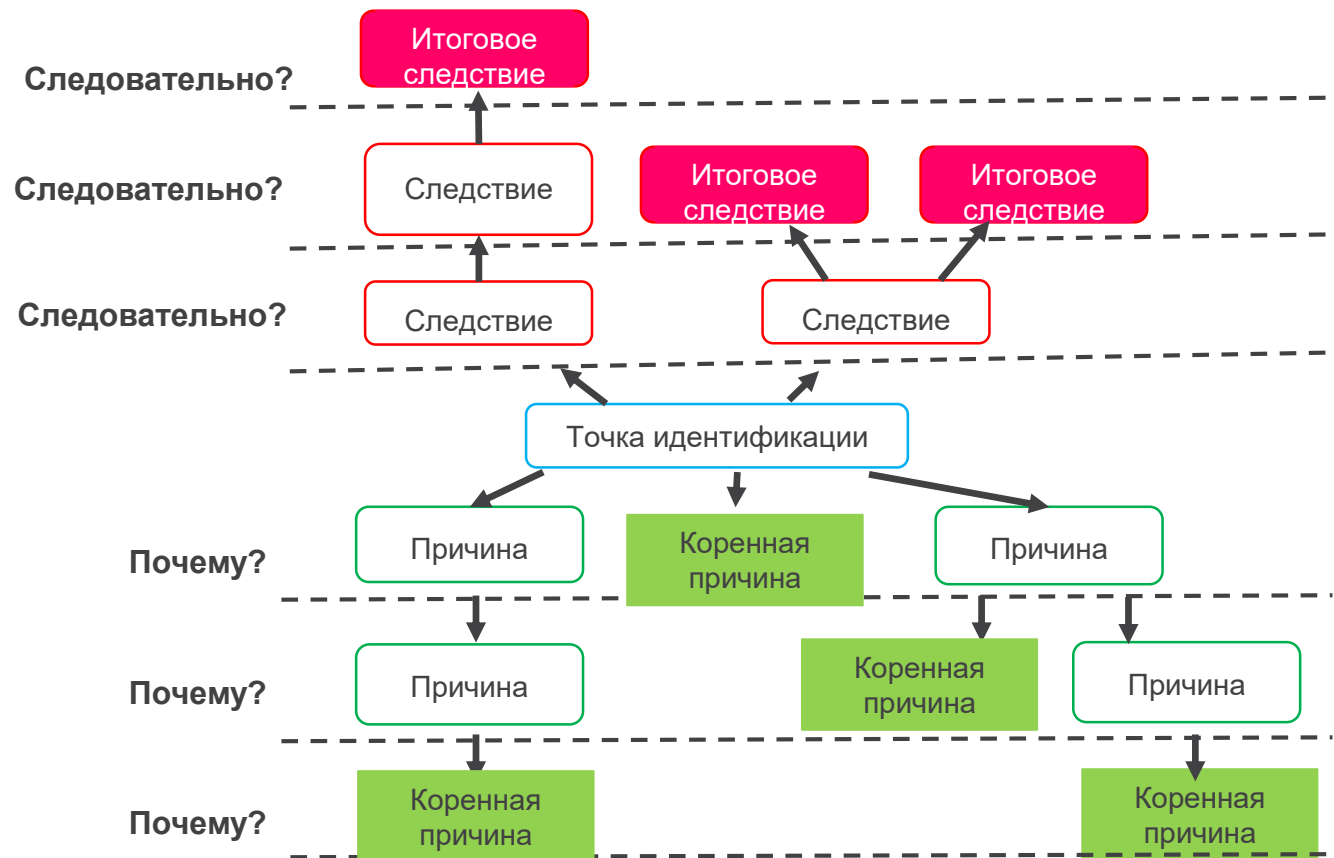 Итоговое
следствие
Следовательно?
Следовательно?
Следствие
Итоговое
следствие
Итоговое
следствие
Следовательно?
Следствие
Следствие
Точка идентификации
Почему?
Причина
Коренная
причина
Причина
Почему?
Причина
Коренная
причина
Причина
Почему?
Коренная
причина
Коренная
причина